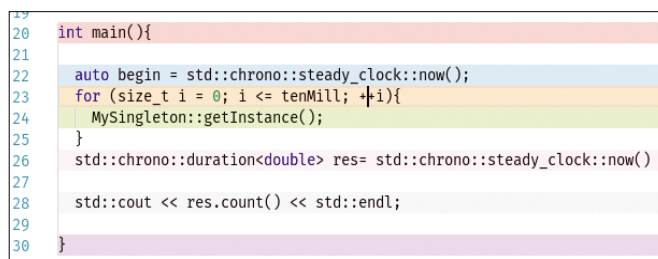 19
20 int main(){
21
22 auto begin = std::chrono::steady_clock::now();
23 for (size_t i = 0; i <= tenMill; ++i){
24 MySingleton::getInstance();
25 }
26 std::chrono::duration<double> res= std::chrono::steady_clock::now()
27
28 std::cout << res.count() << std::endl;
29
30 }